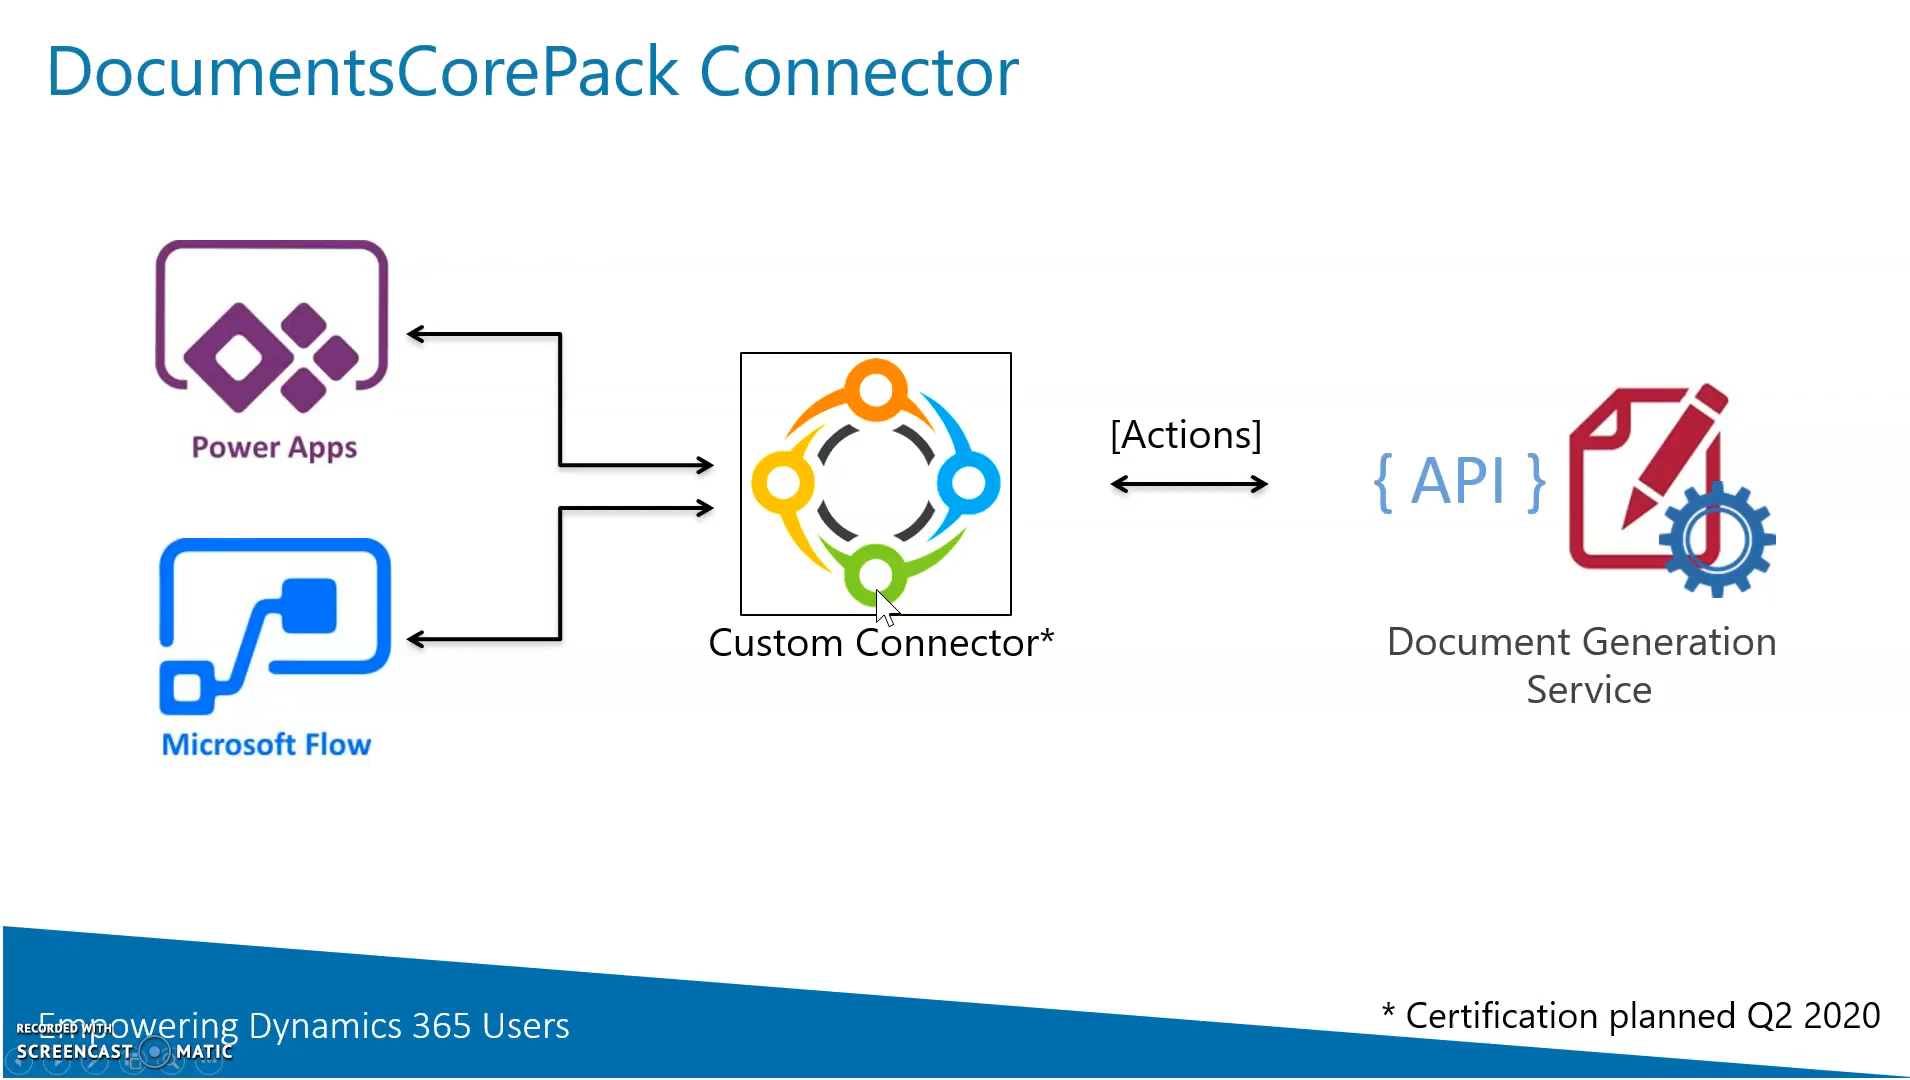 DocumentsCorePack Connector
Power Apps
[Actions]
{ API }
Custom Connector*
Document Generation
Service
Microsoft Flow
* Certification planned Q2 2020
Empowering Dynamics 365 Users
RECORDED WITH
SCREENCAST MATIC